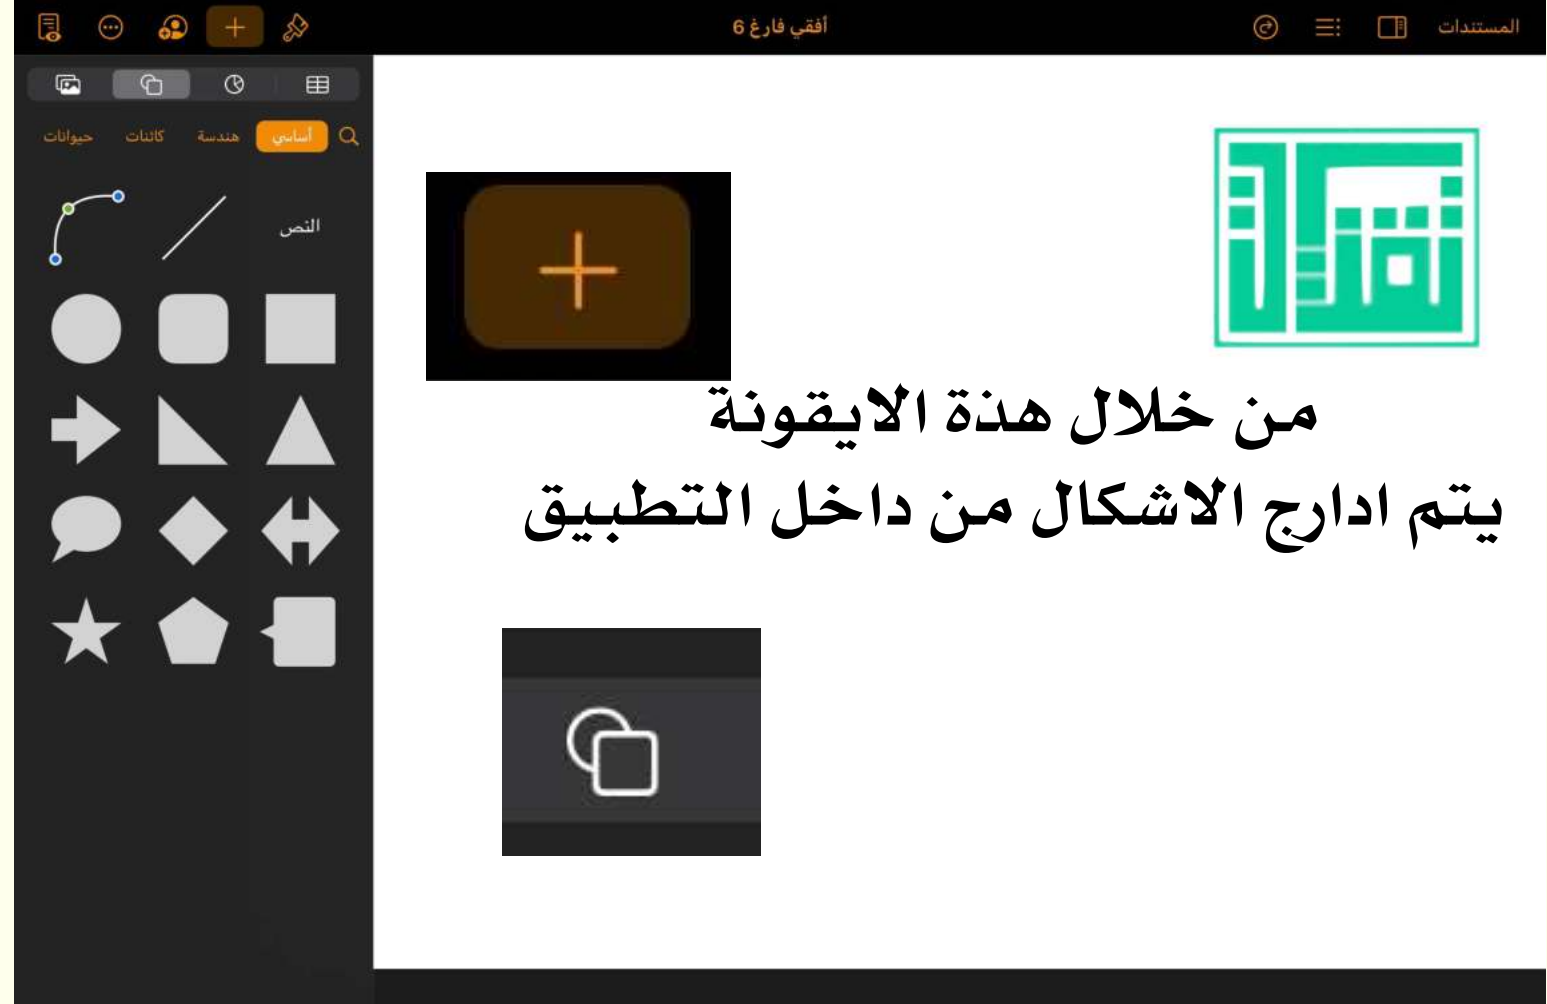 المستندات
أفقي فارغ 6
أساسي
هندسة
كائنات
حيوانات
النص
من خلال هذة الايقونة
يتم ادارج الاشكال من داخل التطبيق